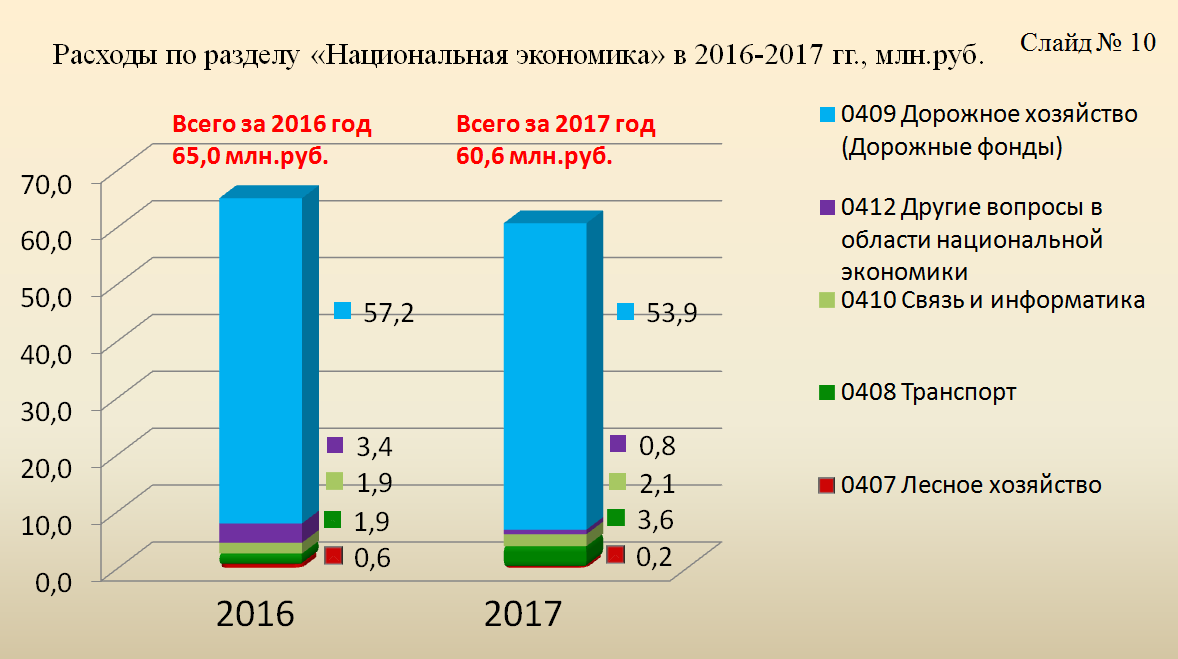 Расходы по разделу «Национальная экономика» в 2016-2017 гг., млн.руб.
Слайд № 10
Всего за 2016 год
65,0 млн.руб.
Всего за 2017 год
60,6 млн.руб.
70,0
60,0
50,0
40,0
30,0
20,0
10,0
0,0
57,2
3,4
1,9
1,9
0,6
53,9
0,8
2,1
3,6
0,2
2016
2017
0409 Дорожное хозяйство
(Дорожные фонды)
0412 Другие вопросы в
области национальной
экономики
0410 Связь и информатика
0408 Транспорт
0407 Лесное хозяйство